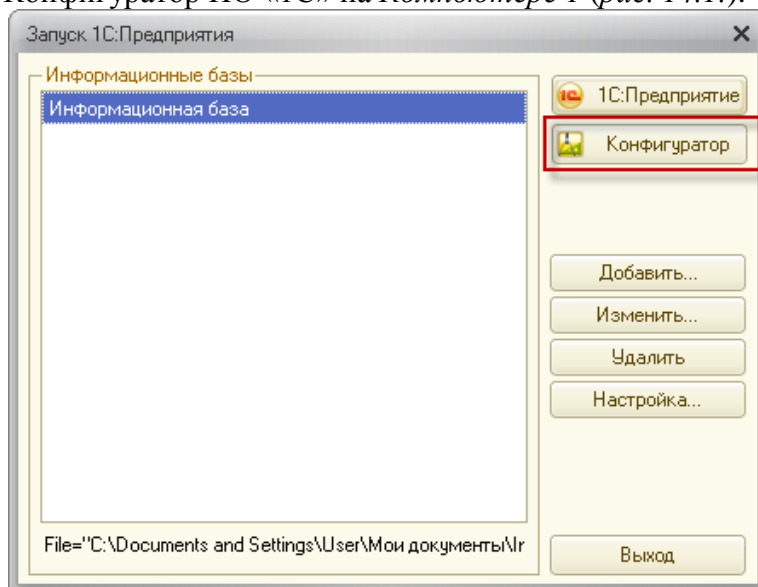 Конфигуратор ПО «1С» на Компьютере 1 (рис. 14.1.).
Запуск 1С:Предприятия
Информационные базы
Информационная база
1С:Предприятие
Конфигуратор
Добавить...
Изменить...
Удалить
Настройка...
File="C:\Documents and Settings\User\Мои документы\Ir
Выход